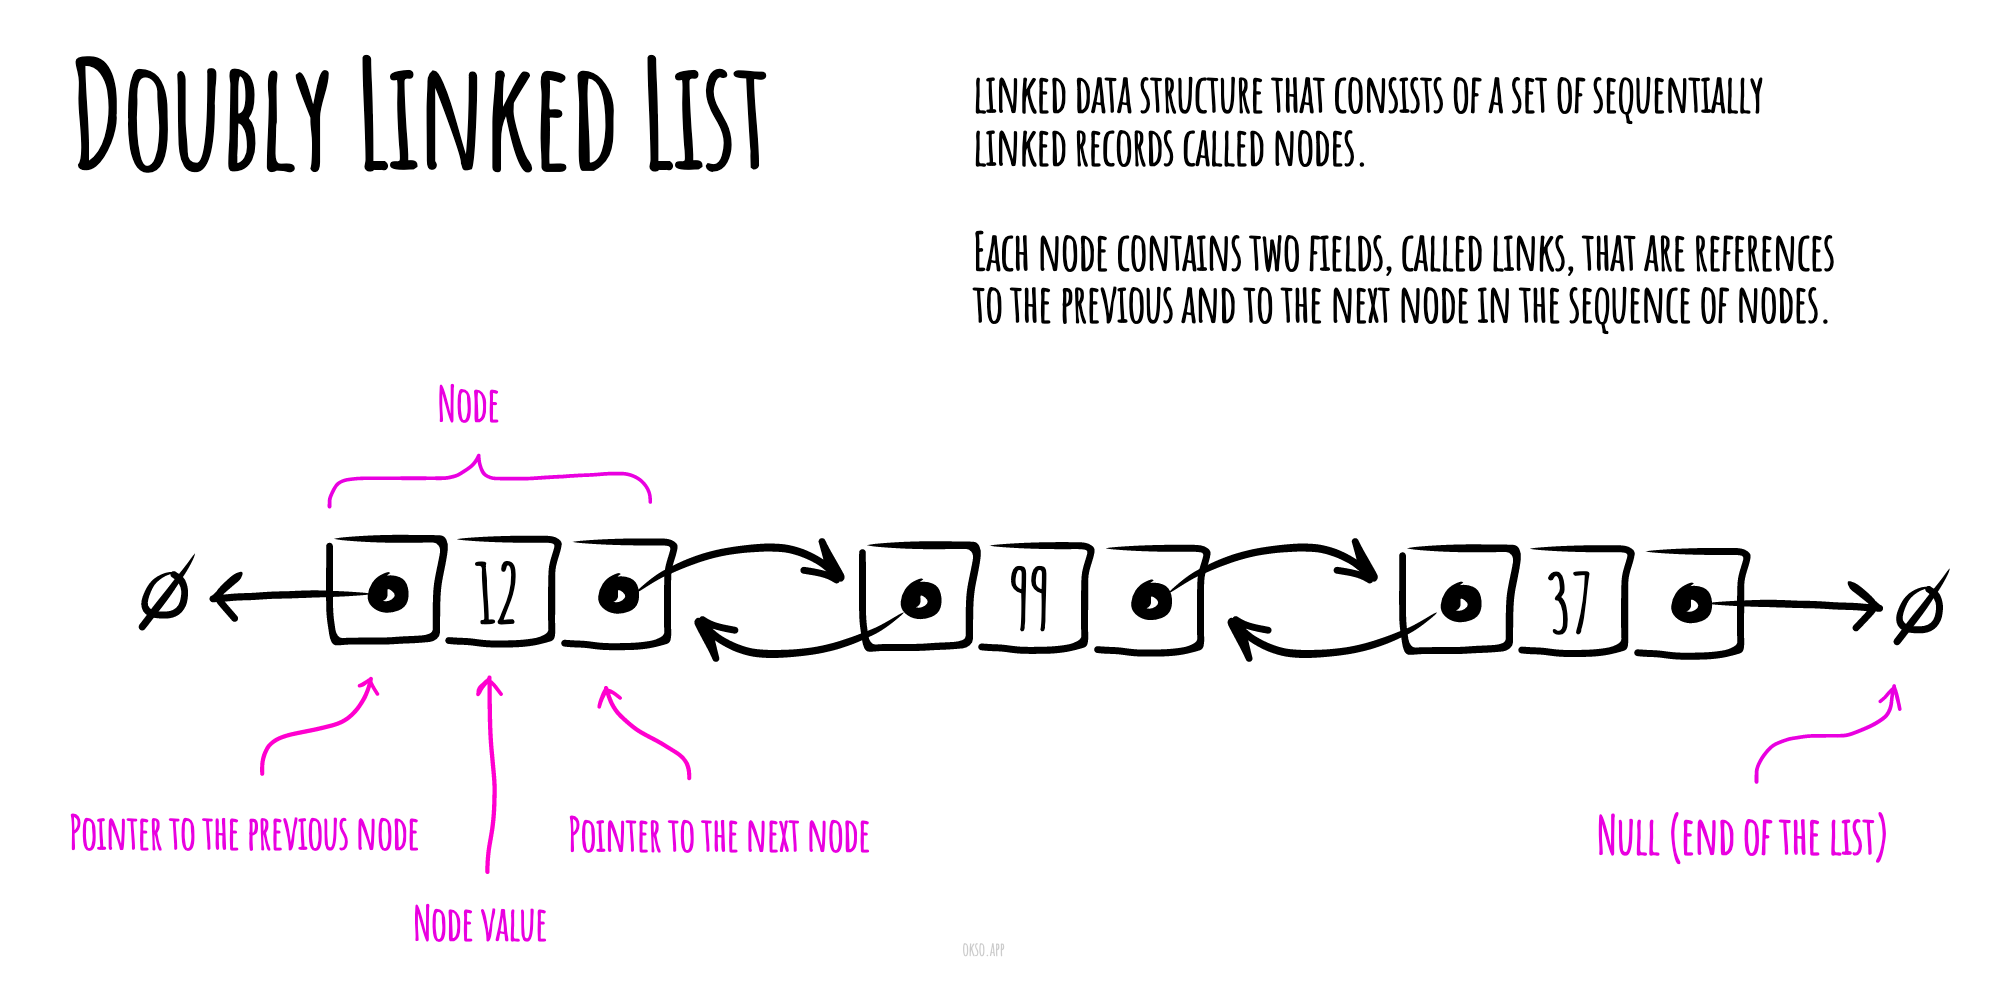 Doubly Linked List
linked data structure that consists of a set of sequentially
linked records called nodes.
Each node contains two fields, called links, that are references
to the previous and to the next node in the sequence of nodes.
Node
Ø
12
99
37
Ø
Pointer to the previous node
Pointer to the next node
Null (end of the list)
Node value
okso.app